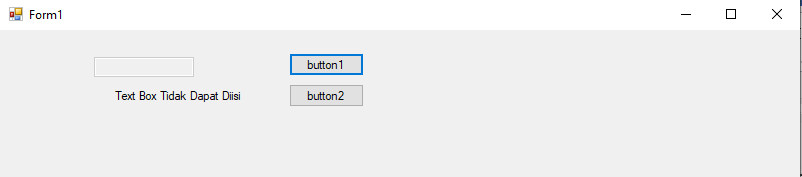 Form1
button1
Text Box Tidak Dapat Diisi
button2